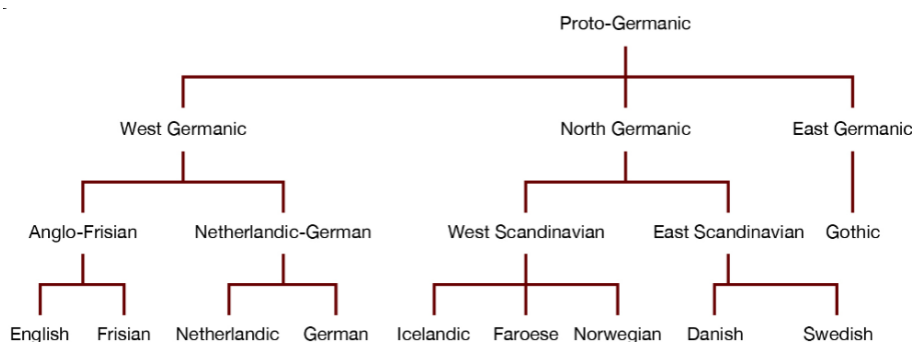 Proto-Germanic
West Germanic North Germanic East Germanic
Anglo-Frisian Netherlandic-German West Scandinavian East Scandinavian Gothic
English Frisian Netherlandic German Icelandic Faroese Norwegian Danish Swedish